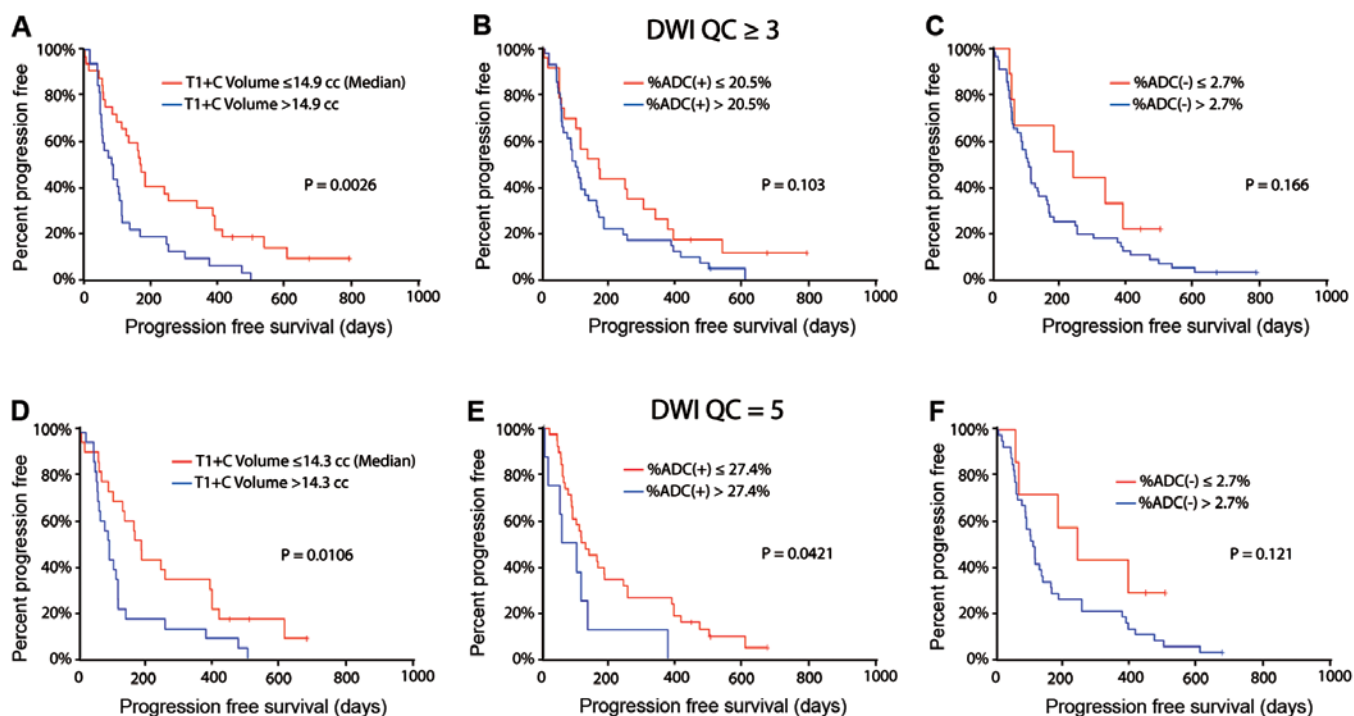 DWI QC ≥ 3
A
100%
80%
60%
40%
20%
0%
Percent progression free
T1+C Volume ≤14.9 cc (Median)
T1+C Volume >14.9 cc
P = 0.0026
0 200 400 600 800 1000
Progression free survival (days)
B
100%
80%
60%
40%
20%
0%
Percent progression free
%ADC(+) ≤ 20.5%
%ADC(+) > 20.5%
P = 0.103
0 200 400 600 800 1000
Progression free survival (days)
C
100%
80%
60%
40%
20%
0%
Percent progression free
%ADC(-) ≤ 2.7%
%ADC(-) > 2.7%
P = 0.166
0 200 400 600 800 1000
Progression free survival (days)
DWI QC = 5
D
100%
80%
60%
40%
20%
0%
Percent progression free
T1+C Volume ≤14.3 cc (Median)
T1+C Volume >14.3 cc
P = 0.0106
0 200 400 600 800 1000
Progression free survival (days)
E
100%
80%
60%
40%
20%
0%
Percent progression free
%ADC(+) ≤ 27.4%
%ADC(+) > 27.4%
P = 0.0421
0 200 400 600 800 1000
Progression free survival (days)
F
100%
80%
60%
40%
20%
0%
Percent progression free
%ADC(-) ≤ 2.7%
%ADC(-) > 2.7%
P = 0.121
0 200 400 600 800 1000
Progression free survival (days)